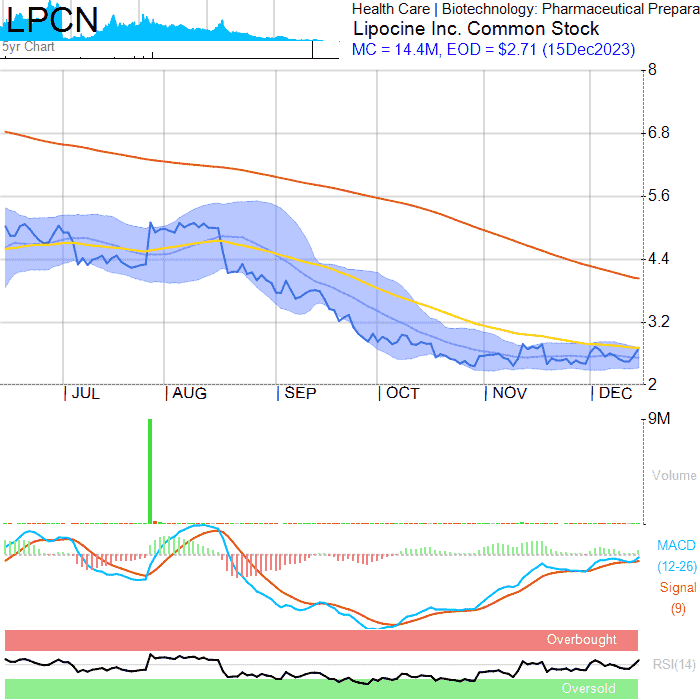 LPCN
5yr Chart
Health Care | Biotechnology: Pharmaceutical Prepara
Lipocine Inc. Common Stock
MC = 14.4M, EOD = $2.71 (15Dec2023)
8
6.8
5.6
4.4
3.2
2
JUL AUG SEP OCT NOV DEC
9M
Volume
MACD
(12-26)
Signal
(9)
Overbought
RSI(14)
Oversold